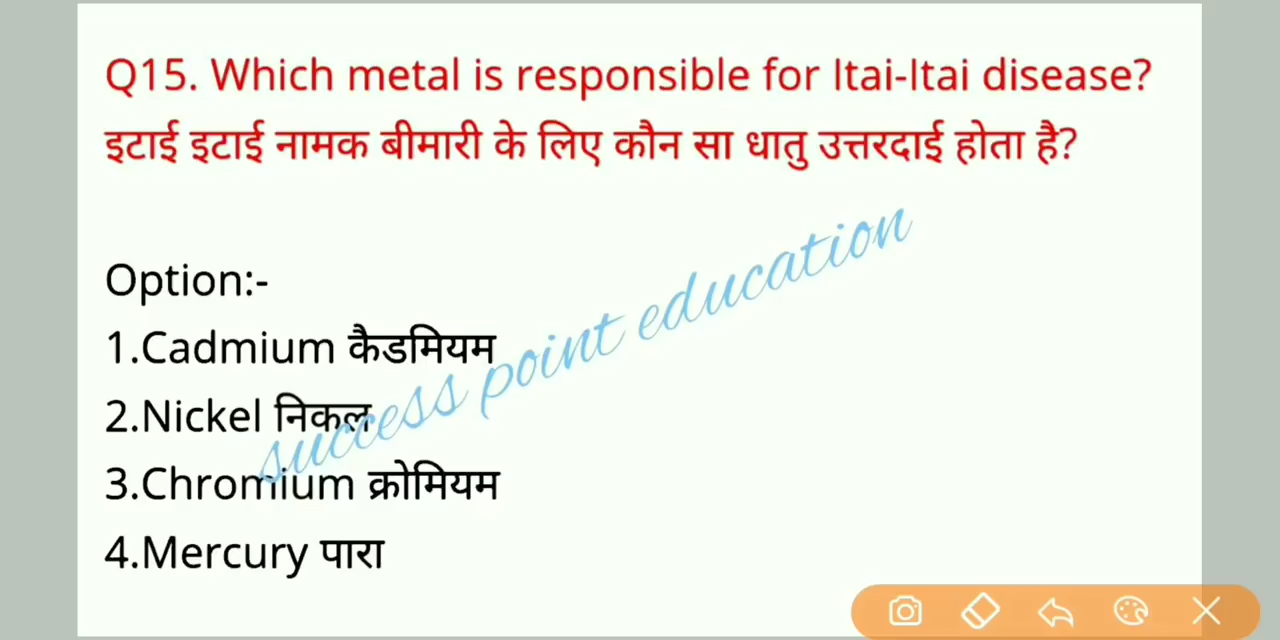 Q15. Which metal is responsible for Itai-Itai disease?
इटाई इटाई नामक बीमारी के लिए कौन सा धातु उत्तरदाई होता है?
Option:-
1.Cadmium कैडमियम
2.Nickel निकल
3.Chromium क्रोमियम
4.Mercury पारा
success point education